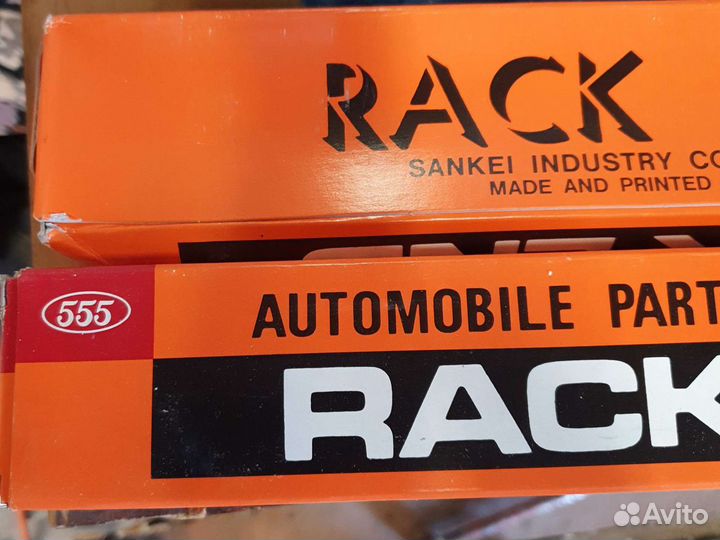 RACK
SANKEI INDUSTRY CO
MADE AND PRINTED
555
AUTOMOBILE PART
RACK
Avito